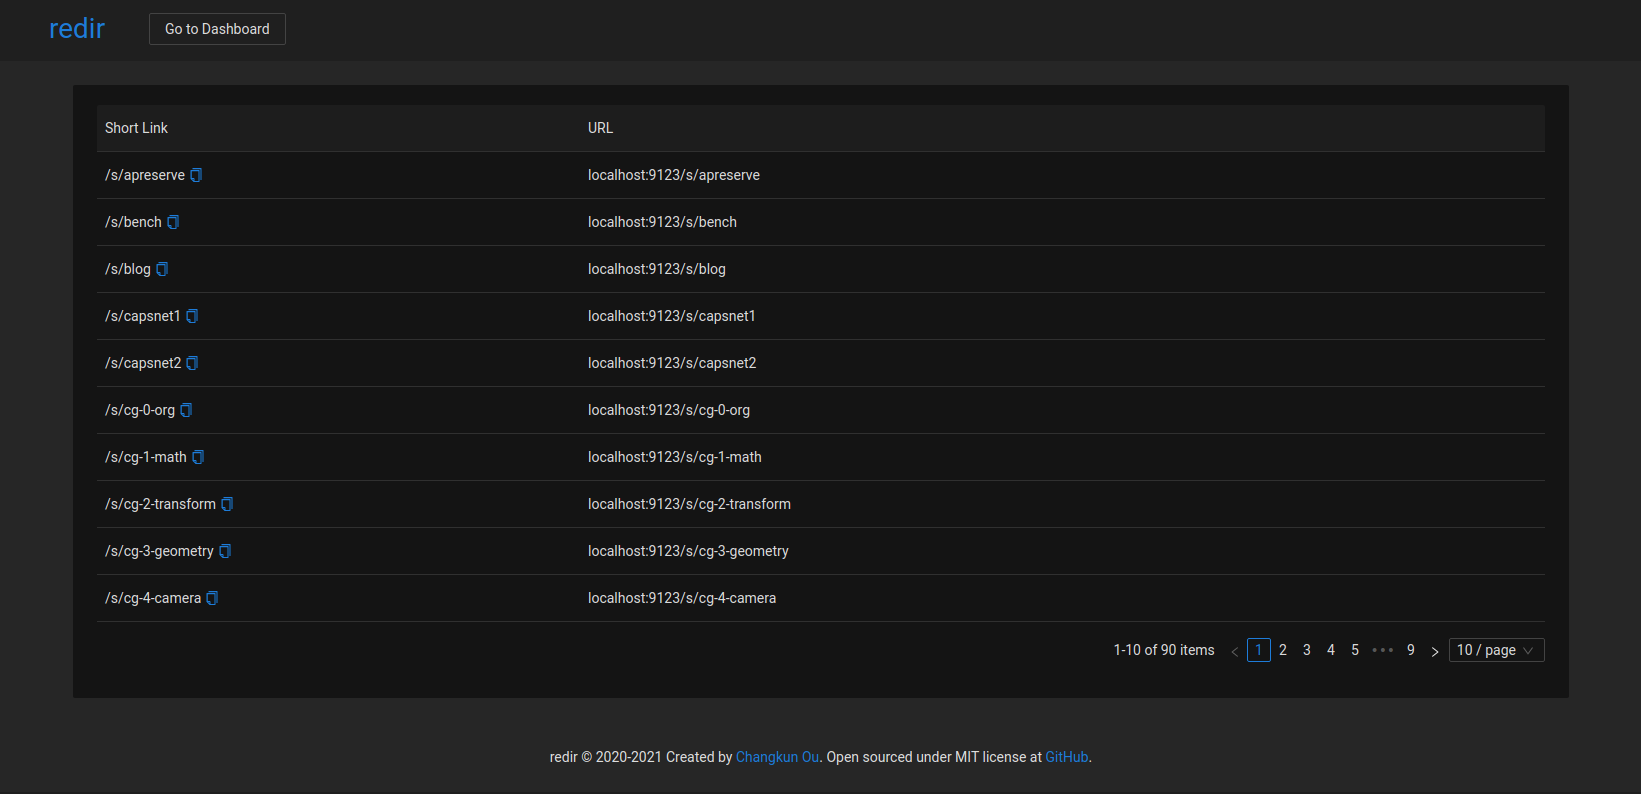 redir Go to Dashboard
Short Link URL
/s/apreserve localhost:9123/s/apreserve
/s/bench localhost:9123/s/bench
/s/blog localhost:9123/s/blog
/s/capsnet1 localhost:9123/s/capsnet1
/s/capsnet2 localhost:9123/s/capsnet2
/s/cg-0-org localhost:9123/s/cg-0-org
/s/cg-1-math localhost:9123/s/cg-1-math
/s/cg-2-transform localhost:9123/s/cg-2-transform
/s/cg-3-geometry localhost:9123/s/cg-3-geometry
/s/cg-4-camera localhost:9123/s/cg-4-camera
1-10 of 90 items < 1 2 3 4 5 ••• 9 > 10 / page
redir © 2020-2021 Created by Changkun Ou. Open sourced under MIT license at GitHub.